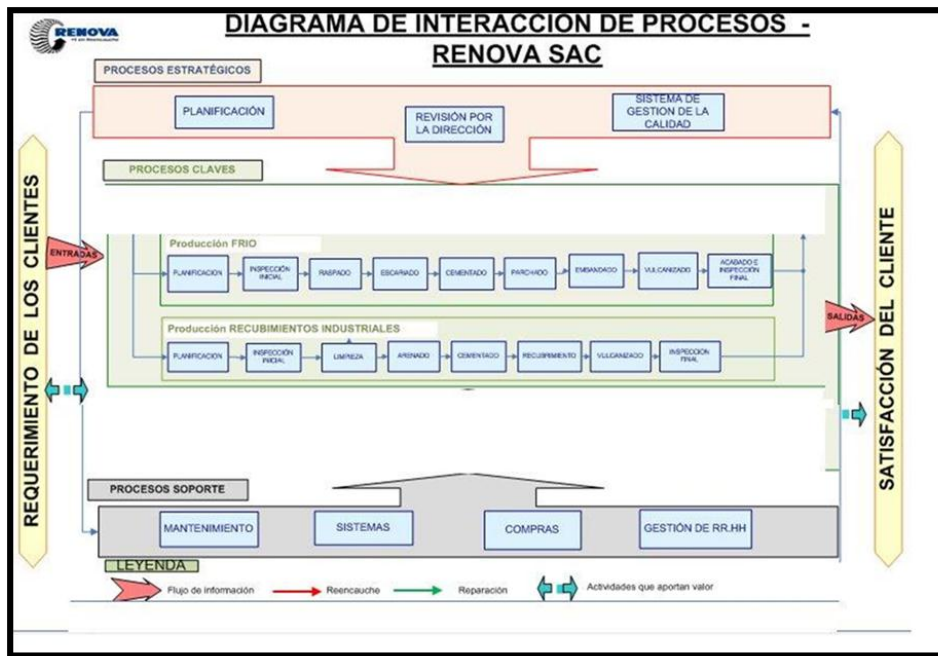 DIAGRAMA DE INTERACCION DE PROCESOS -
RENOVA SAC
RENOVA
PROCESOS ESTRATÉGICOS
PLANIFICACIÓN
REVISIÓN POR
LA DIRECCIÓN
SISTEMA DE
GESTION DE LA
CALIDAD
PROCESOS CLAVES
REQUERIMIENTO DE LOS CLIENTES
ENTRADAS
Producción FRIO
PLANIFICACION
INSPECCIÓN
INICIAL
RASPADO
ESCARIADO
CEMENTADO
PARCHADO
EMBANDADO
VULCANIZADO
ACABADO E
INSPECCIÓN
FINAL
Producción RECUBIMIENTOS INDUSTRIALES
PLANIFICACION
INSPECCIÓN
INICIAL
LIMPIEZA
ARENADO
CEMENTADO
RECUBRIMIENTO
VULCANIZADO
INSPECCIÓN
FINAL
SALIDAS
SATISFACCIÓN DEL CLIENTE
PROCESOS SOPORTE
MANTENIMIENTO
SISTEMAS
COMPRAS
GESTIÓN DE RR.HH
LEYENDA
Flujo de información
Reencauche
Reparación
Actividades que aportan valor